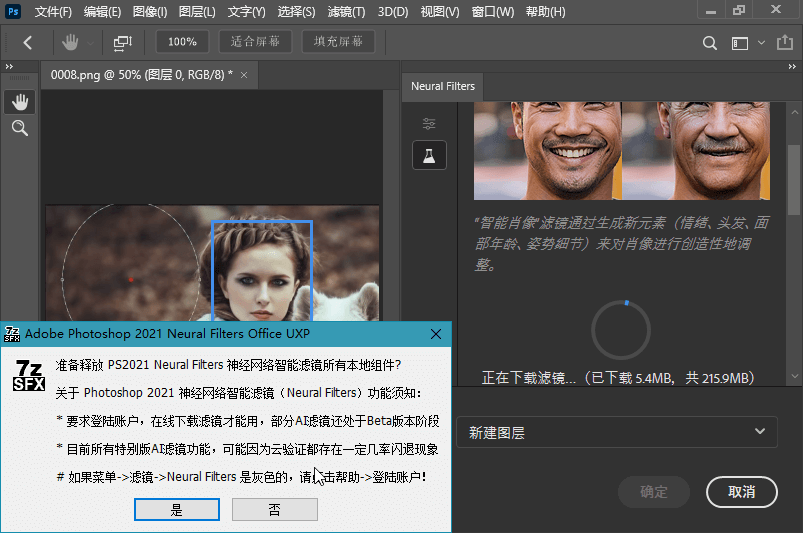 Ps 文件(F) 编辑(E) 图像(I) 图层(L) 文字(Y) 选择(S) 滤镜(T) 3D(D) 视图(V) 窗口(W) 帮助(H)
100% 适合屏幕 填充屏幕
0008.png @ 50% (图层 0, RGB/8) *
Neural Filters
"智能肖像"滤镜通过生成新元素（情绪、头发、面
部年龄、姿势细节）来对肖像进行创造性地调
整。
正在下载滤镜... （已下载 5.4MB，共 215.9MB）
新建图层
确定 取消
7z SFX Adobe Photoshop 2021 Neural Filters Office UXP
7z
SFX
准备释放 PS2021 Neural Filters 神经网络智能滤镜所有本地组件?
关于 Photoshop 2021 神经网络智能滤镜（Neural Filters）功能须知:
* 要求登陆账户，在线下载滤镜才能用，部分AI滤镜还处于Beta版本阶段
* 目前所有特别版AI滤镜功能，可能因为云验证都存在一定几率闪退现象
# 如果菜单->滤镜->Neural Filters 是灰色的，请击帮助->登陆账户!
是 否